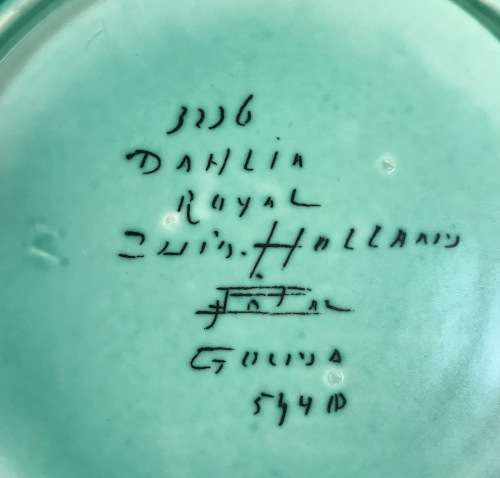 3236
DAHLIA
ROYAL
ZUID. HOLLAND
GOUDA